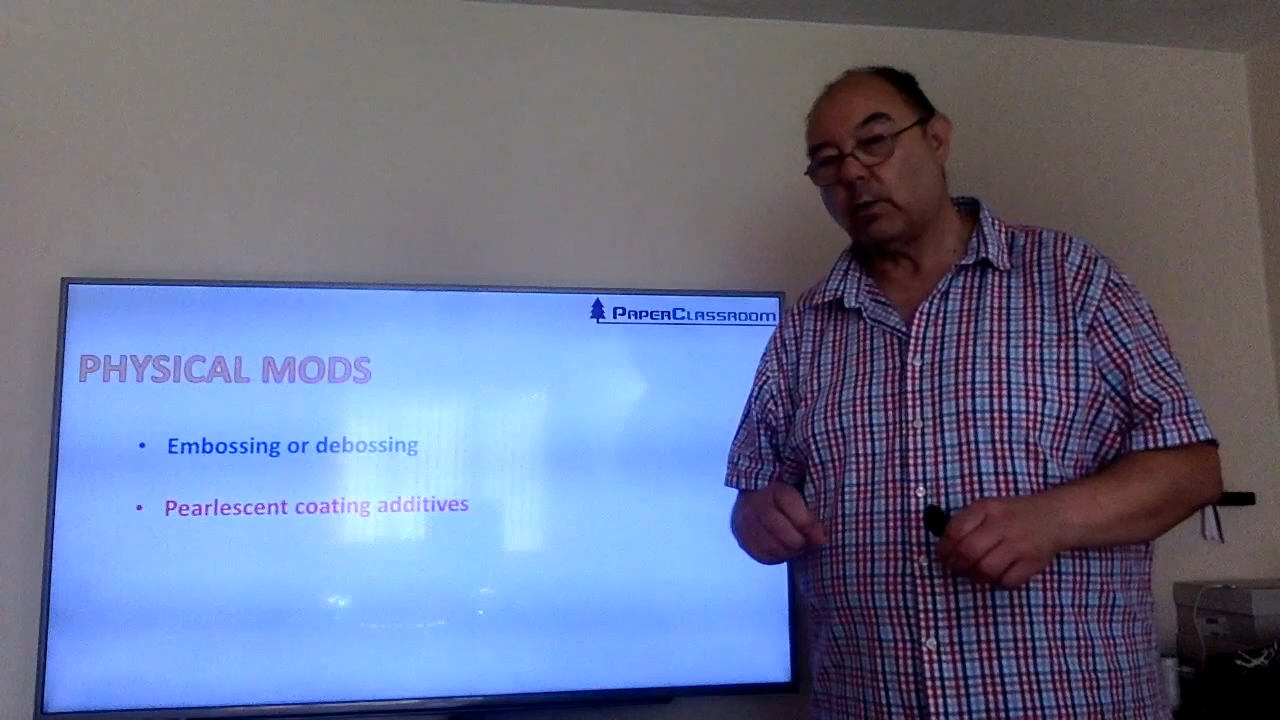 PAPERCLASSROOM
PHYSICAL MODS
• Embossing or debossing
• Pearlescent coating additives